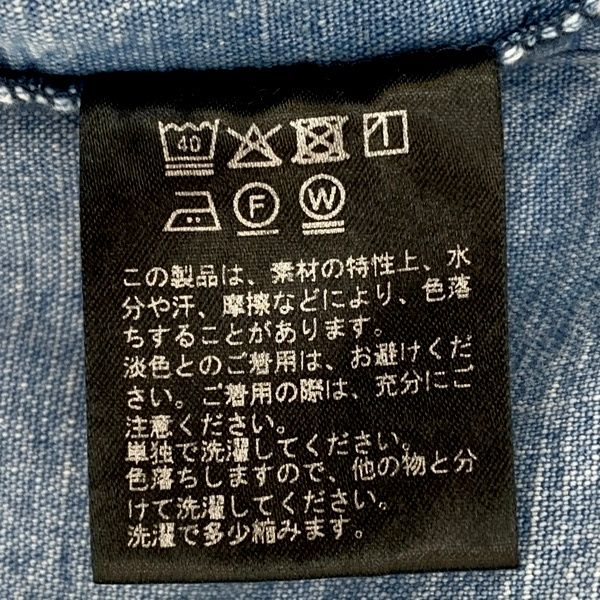 40
F W
この製品は、素材の特性上、水
分や汗、摩擦などにより、色落
ちすることがあります。
淡色とのご着用は、お避けくだ
さい。ご着用の際は、充分にご
注意ください。
単独で洗濯してください。
色落ちしますので、他の物と分
けて洗濯してください。
洗濯で多少縮みます。